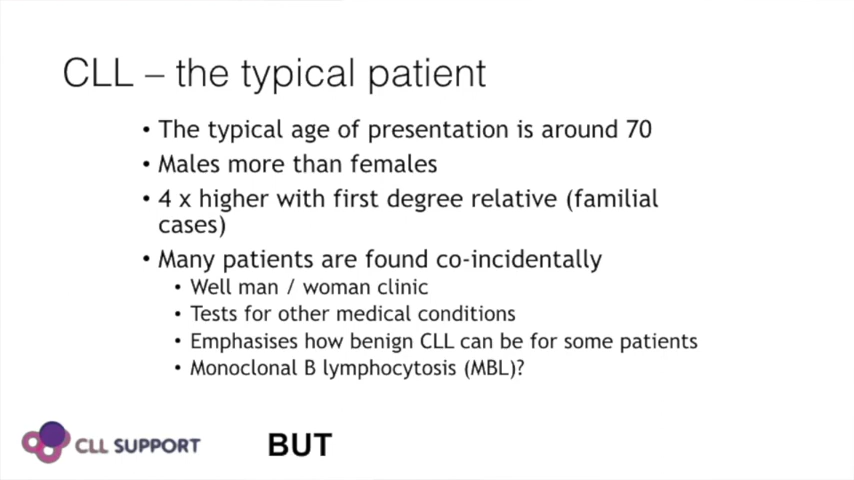 CLL – the typical patient
• The typical age of presentation is around 70
• Males more than females
• 4 x higher with first degree relative (familial
cases)
• Many patients are found co-incidentally
• Well man / woman clinic
• Tests for other medical conditions
• Emphasises how benign CLL can be for some patients
• Monoclonal B lymphocytosis (MBL)?
CLL SUPPORT
BUT